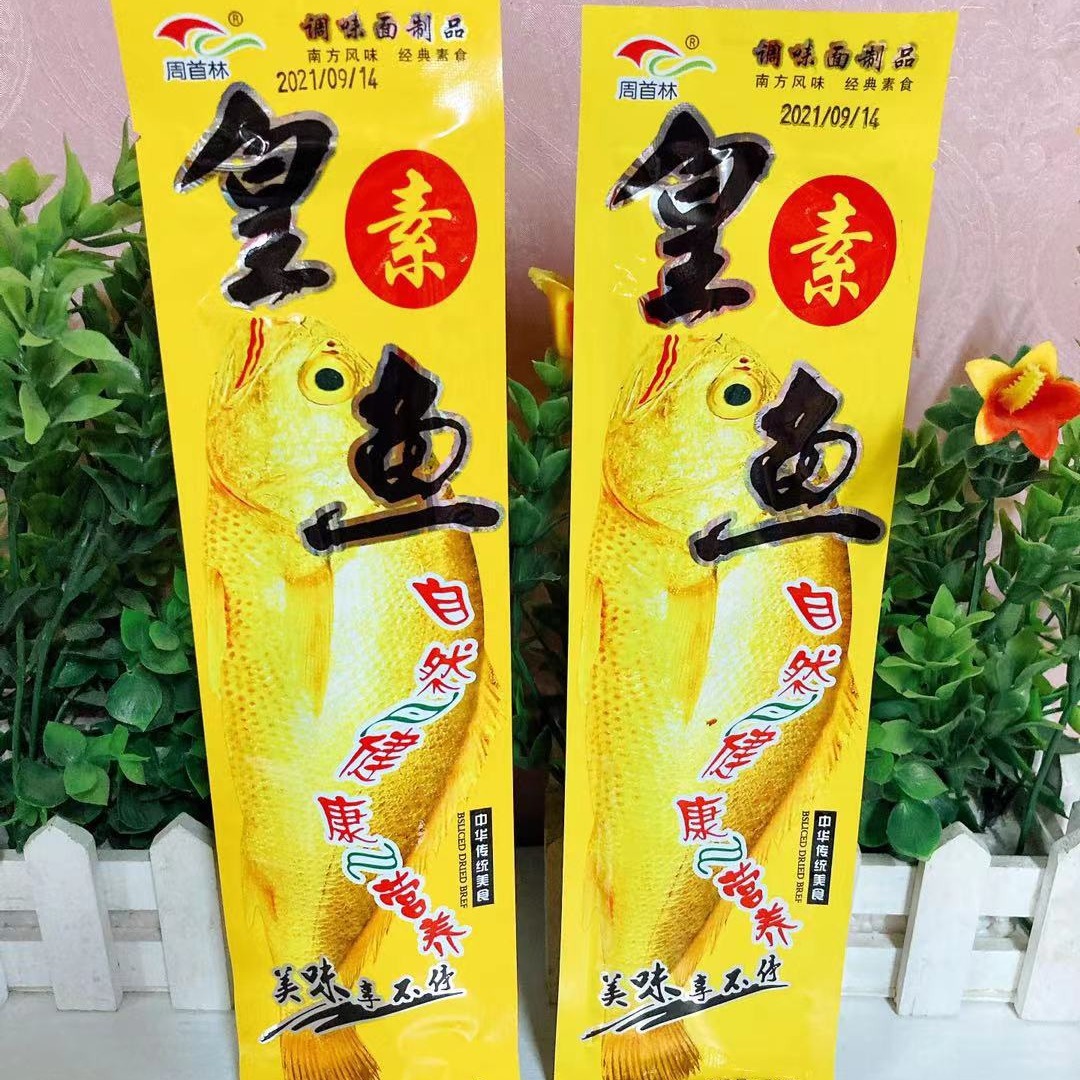 周首林
®
调味面制品
南方风味 经典素食
2021/09/14
皇
素
鱼
自然健康营养
中华传统美食
BSLICED DRIED BREF
美味享不停
周首林
®
调味面制品
南方风味 经典素食
2021/09/14
皇
素
鱼
自然健康营养
中华传统美食
BSLICED DRIED BREF
美味享不停